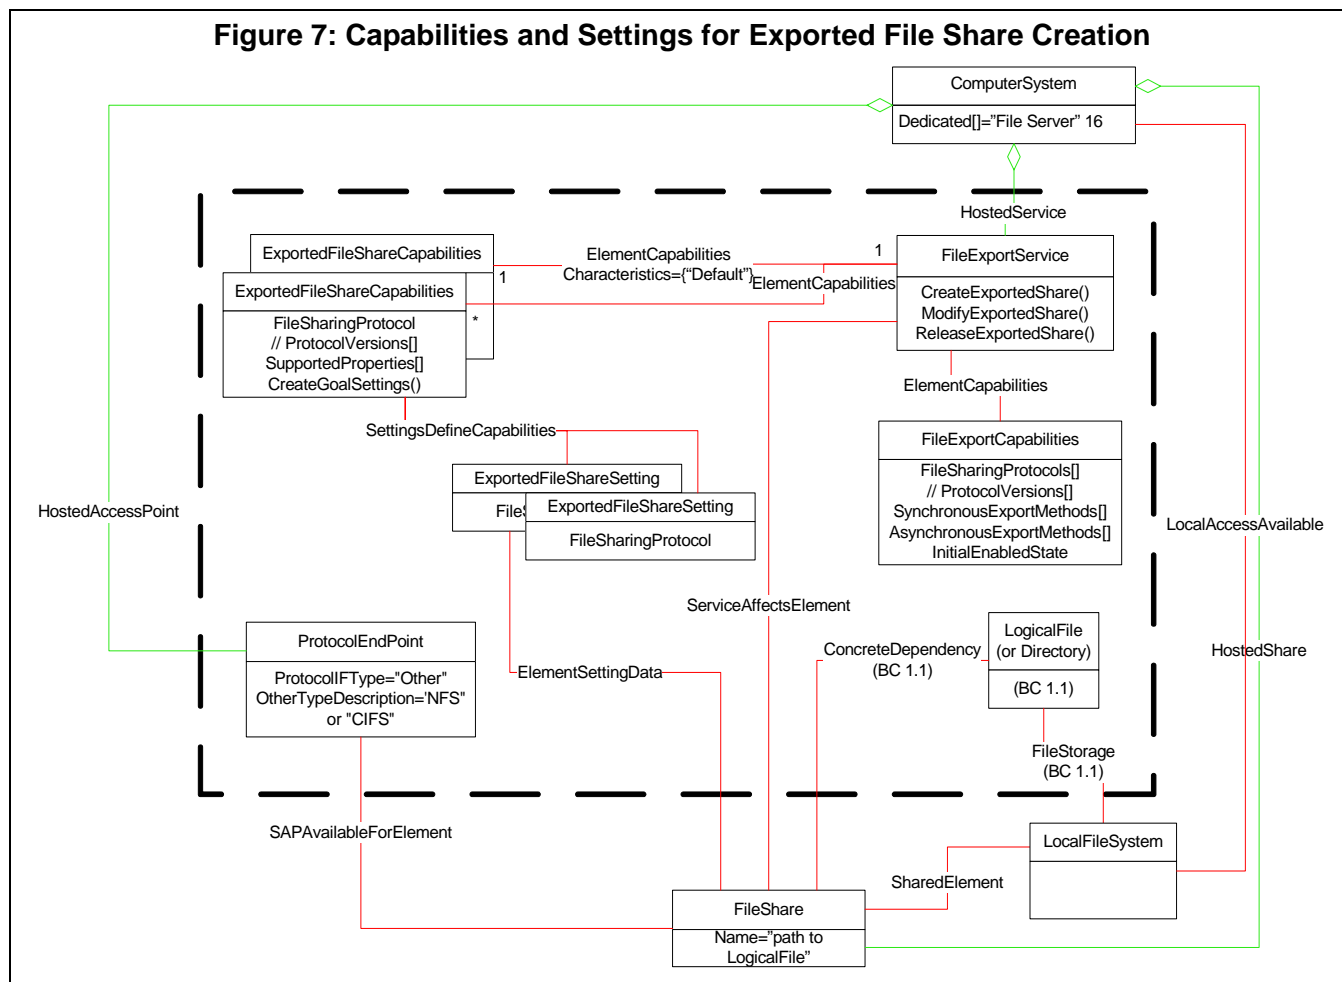 Figure 7: Capabilities and Settings for Exported File Share Creation
ComputerSystem
Dedicated[]=”File Server” 16
HostedService
ExportedFileShareCapabilities
ElementCapabilities
Characteristics={“Default”}
1
1
FileExportService
ElementCapabilities
CreateExportedShare()
ModifyExportedShare()
ReleaseExportedShare()
ExportedFileShareCapabilities
*
FileSharingProtocol
// ProtocolVersions[]
SupportedProperties[]
CreateGoalSettings()
ElementCapabilities
SettingsDefineCapabilities
FileExportCapabilities
FileSharingProtocols[]
// ProtocolVersions[]
SynchronousExportMethods[]
AsynchronousExportMethods[]
InitialEnabledState
ExportedFileShareSetting
FileS
ExportedFileShareSetting
FileSharingProtocol
HostedAccessPoint
LocalAccessAvailable
ServiceAffectsElement
ProtocolEndPoint
ProtocolIFType="Other"
OtherTypeDescription='NFS"
or "CIFS"
ElementSettingData
ConcreteDependency
(BC 1.1)
LogicalFile
(or Directory)
(BC 1.1)
HostedShare
FileStorage
(BC 1.1)
SAPAvailableForElement
LocalFileSystem
SharedElement
FileShare
Name=”path to
LogicalFile”